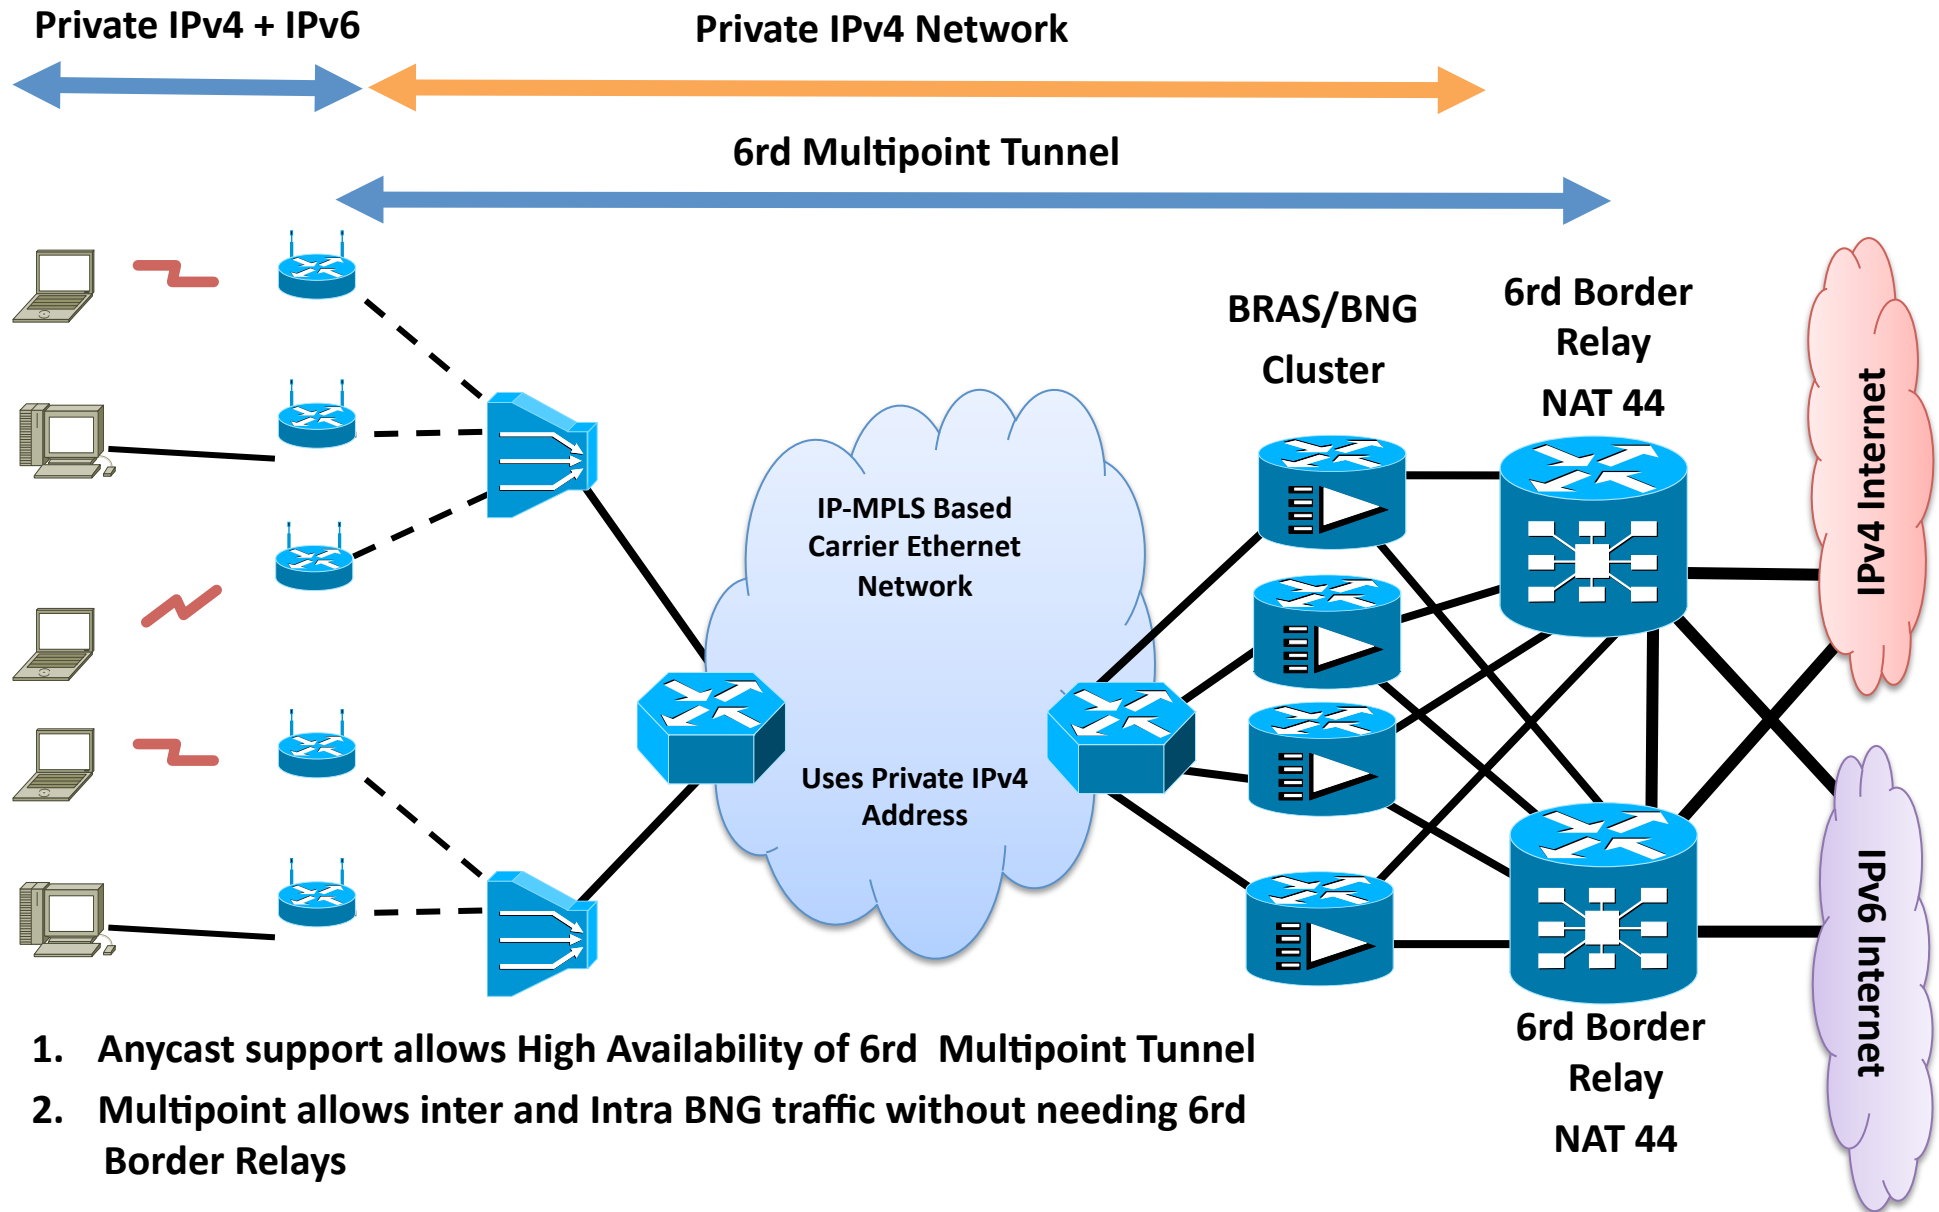 Private IPv4 + IPv6
Private IPv4 Network
6rd Multipoint Tunnel
BRAS/BNG
Cluster
6rd Border
Relay
NAT 44
IPv4 Internet
IP-MPLS Based
Carrier Ethernet
Network
Uses Private IPv4
Address
IPv6 Internet
6rd Border
Relay
NAT 44
1. Anycast support allows High Availability of 6rd Multipoint Tunnel
2. Multipoint allows inter and Intra BNG traffic without needing 6rd
Border Relays